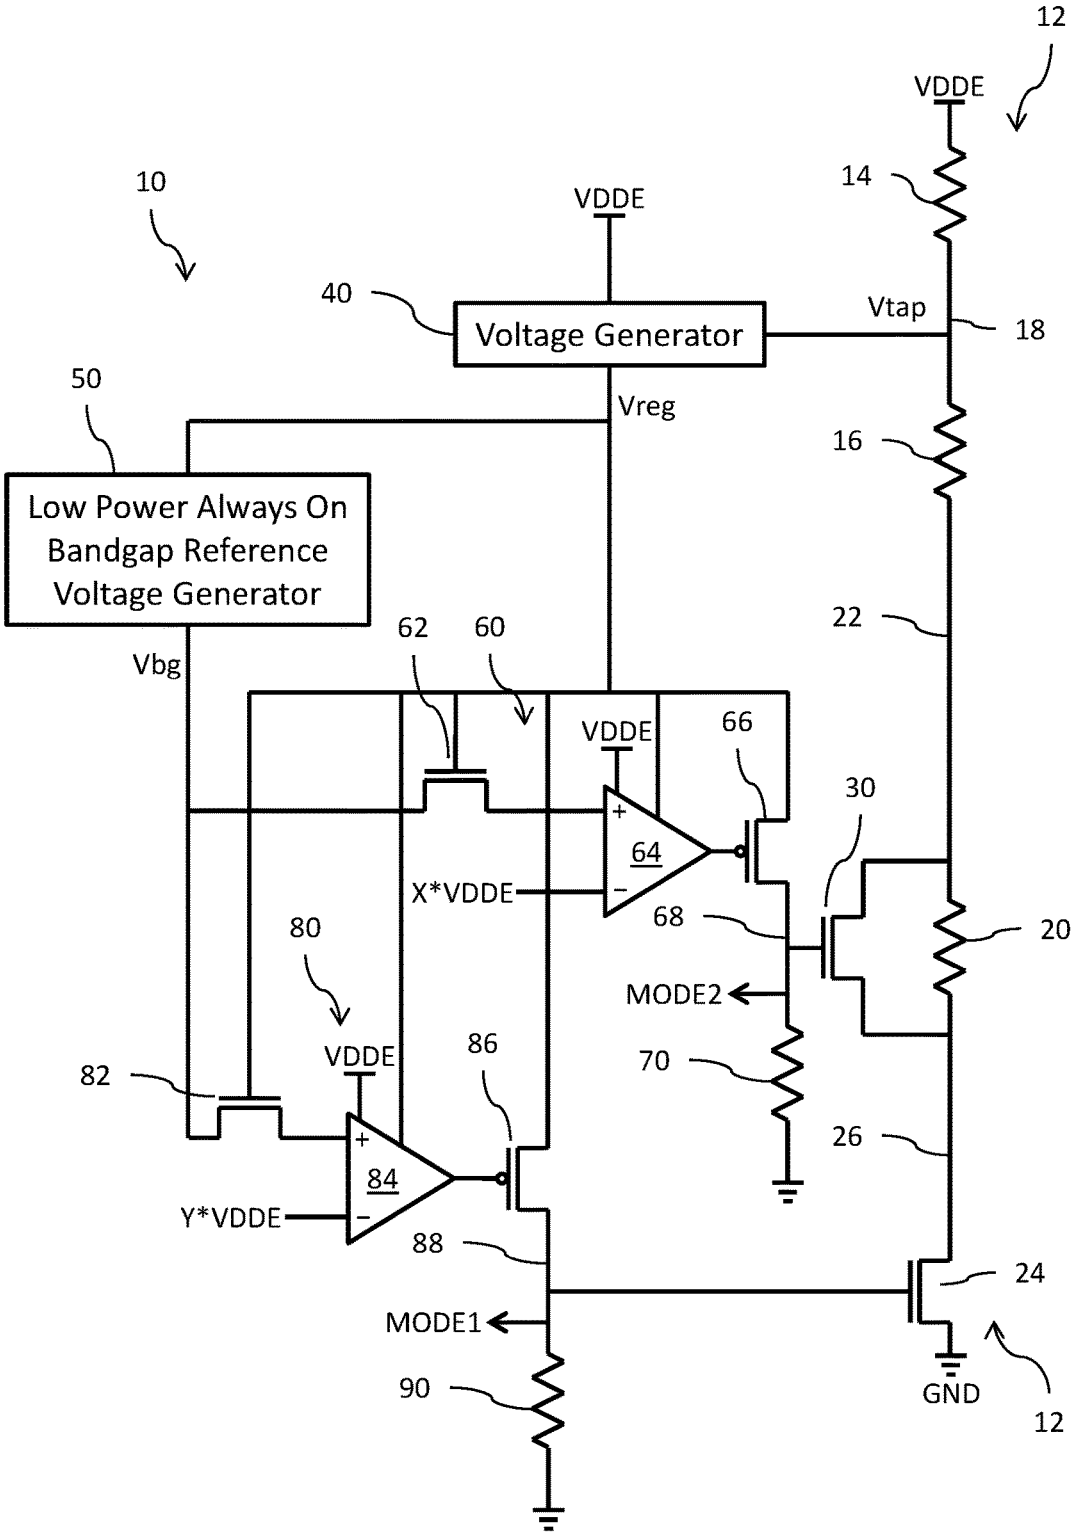 12
VDDE
14
10
VDDE
40
Voltage Generator
Vtap
18
50
Vreg
16
Low Power Always On
Bandgap Reference
Voltage Generator
62
60
22
Vbg
VDDE
66
30
+
64
X*VDDE
−
68
80
20
MODE2
VDDE
86
70
82
+
26
84
Y*VDDE
−
88
24
MODE1
90
GND
12